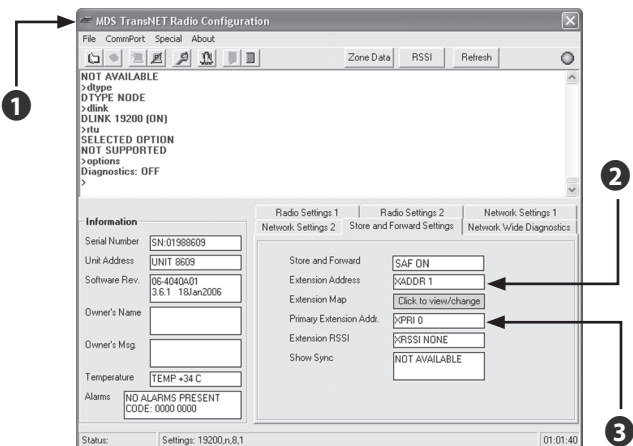 MDS TransNET Radio Configuration
1
File CommPort Special About
Zone Data RSSI Refresh
NOT AVAILABLE
>dtype
DTYPE NODE
>dlink
DLINK 19200 (ON)
>rtu
SELECTED OPTION
NOT SUPPORTED
>options
Diagnostics: OFF
>
2
Radio Settings 1 Radio Settings 2 Network Settings 1
Network Settings 2 Store and Forward Settings Network Wide Diagnostics
Information
Serial Number SN:01988609
Unit Address UNIT 8609
Software Rev. 06-4040A01
3.6.1 18Jan2006
Owner's Name
Owner's Msg.
Temperature TEMP +34 C
Alarms NO ALARMS PRESENT
CODE: 0000 0000
Store and Forward SAF ON
Extension Address XADDR 1
Extension Map Click to view/change
Primary Extension Addr. XPRI 0
Extension RSSI XRSSI NONE
Show Sync NOT AVAILABLE
3
Status: Settings: 19200,n,8,1 01:01:40